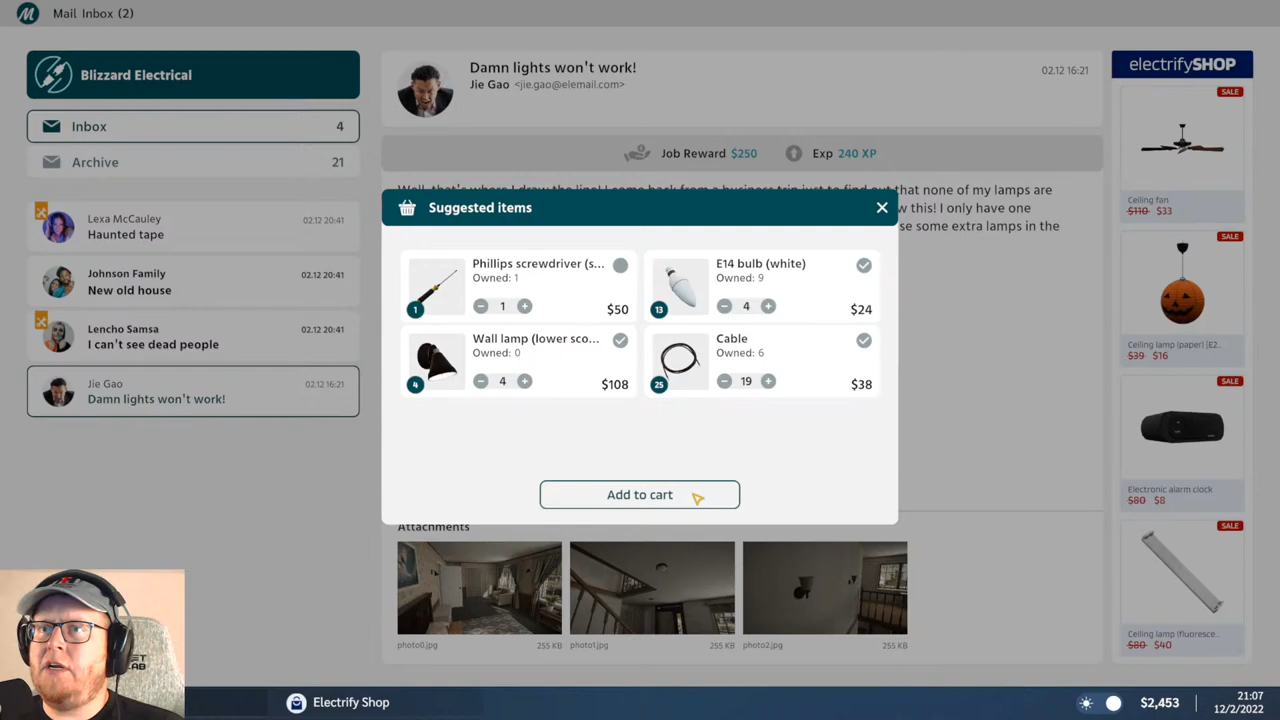 Mail Inbox (2)
Blizzard Electrical
Inbox 4
Archive 21
Lexa McCauley 02.12 20:41
Haunted tape
Johnson Family 02.12 20:41
New old house
Lencho Samsa 02.12 20:41
I can't see dead people
Jie Gao 02.12 16:21
Damn lights won't work!
Damn lights won't work!
Jie Gao <jie.gao@elemail.com>
02.12 16:21
Job Reward $250 Exp 240 XP
Well, that's where I draw the line! I come back from a business trip just to find out that none of my lamps are
w this! I only have one
se some extra lamps in the
Suggested items
Phillips screwdriver (s...
Owned: 1
1 1 $50
E14 bulb (white)
Owned: 9
13 4 $24
Wall lamp (lower sco...
Owned: 0
4 4 $108
Cable
Owned: 6
25 19 $38
Add to cart
Attachments
photo0.jpg 255 KB
photo1.jpg 255 KB
photo2.jpg 255 KB
electrifySHOP
SALE
Ceiling fan
$110 $33
SALE
Ceiling lamp (paper) [E2...
$39 $16
SALE
Electronic alarm clock
$80 $8
SALE
Ceiling lamp (fluoresce...
$80 $40
Electrify Shop
$2,453
21:07
12/2/2022